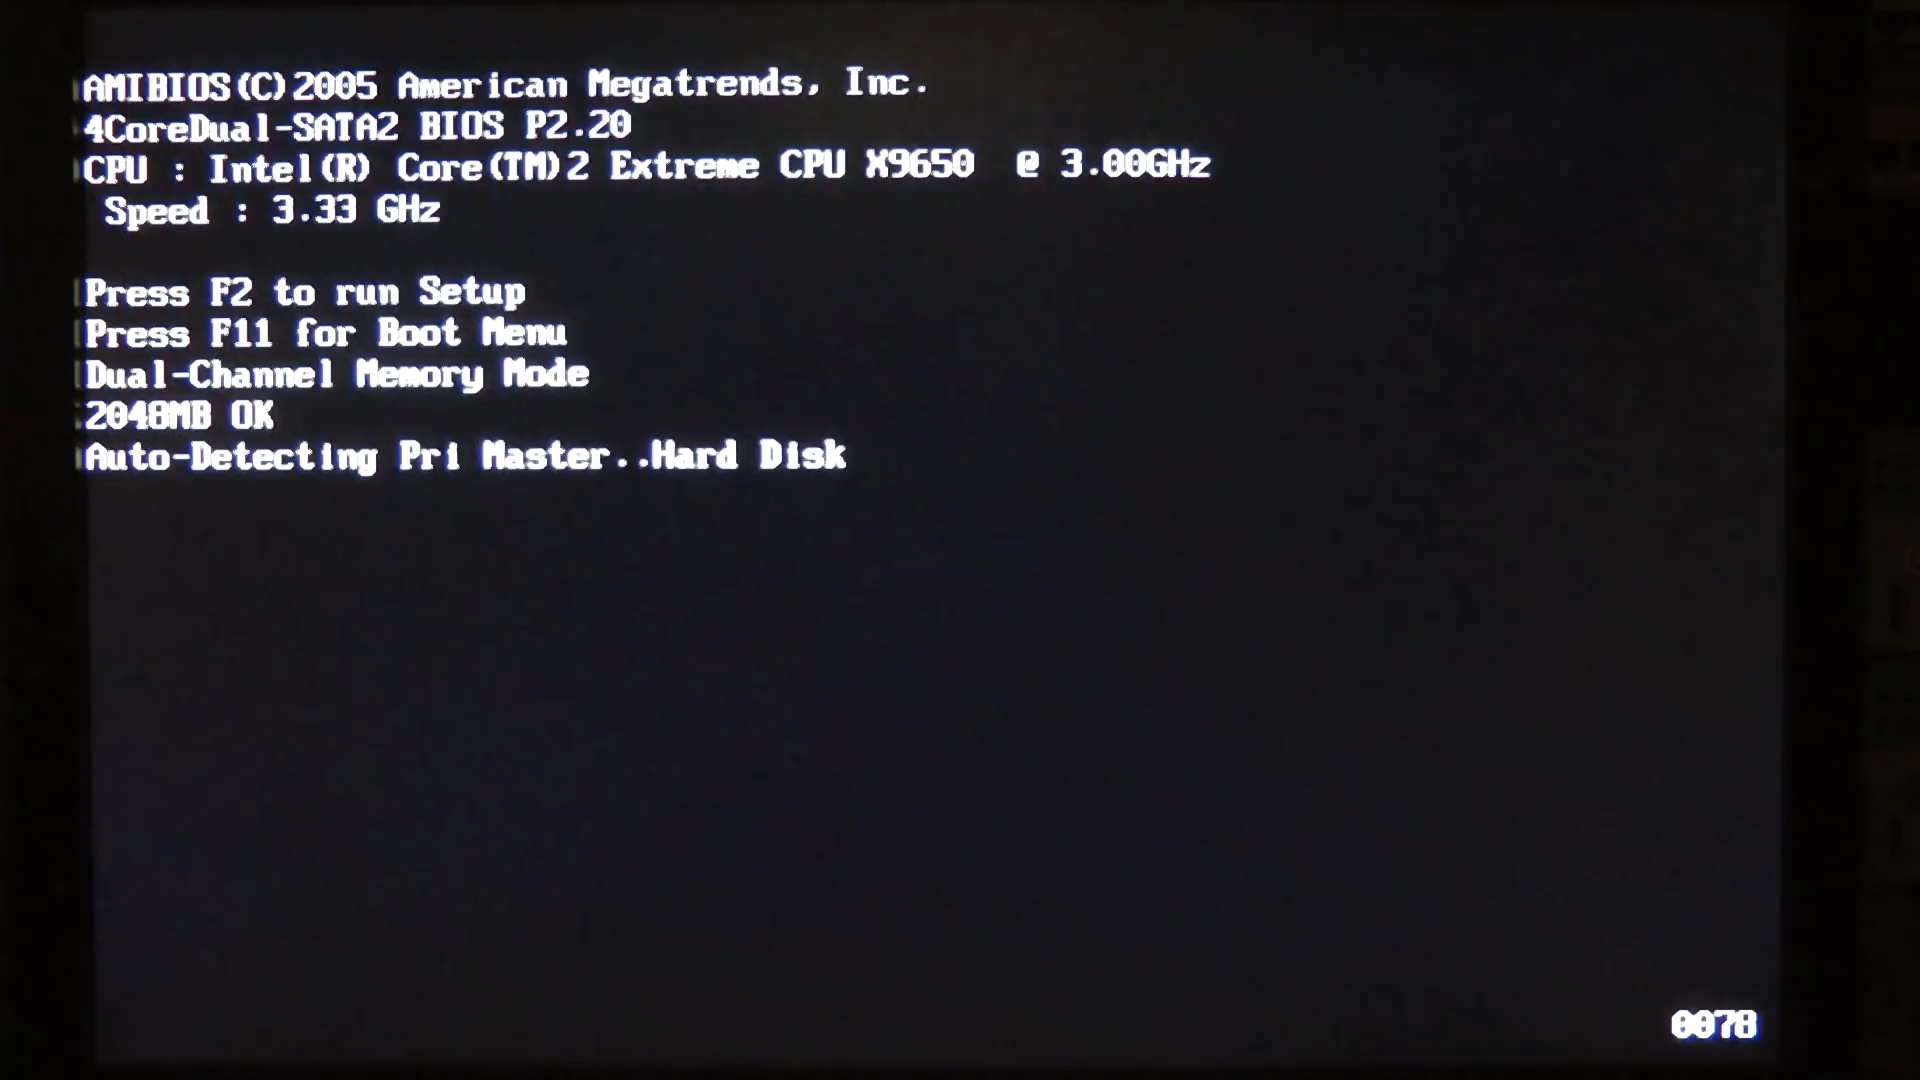 AMIBIOS(C)2005 American Megatrends, Inc.
4CoreDual-SATA2 BIOS P2.20
CPU : Intel(R) Core(TM)2 Extreme CPU X9650  @ 3.00GHz
Speed : 3.33 GHz
Press F2 to run Setup
Press F11 for Boot Menu
Dual-Channel Memory Mode
2048MB OK
Auto-Detecting Pri Master..Hard Disk
0078